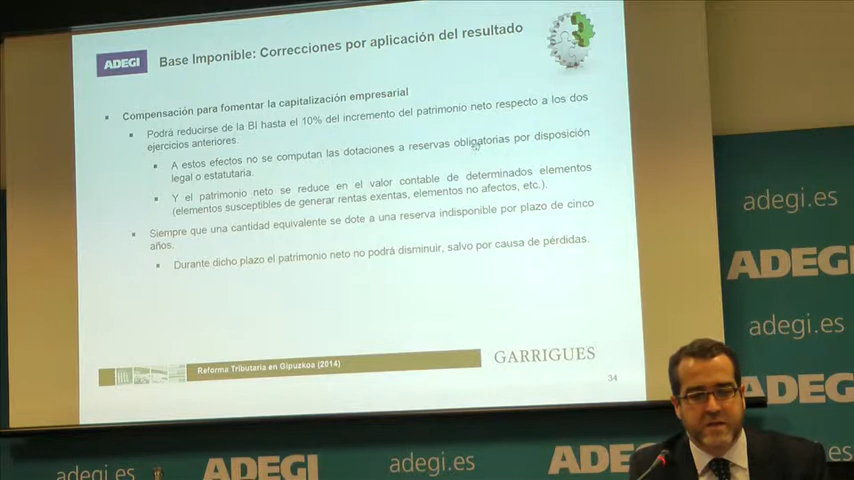 ADEGI
Base Imponible: Correcciones por aplicación del resultado
Compensación para fomentar la capitalización empresarial
Podrá reducirse de la BI hasta el 10% del incremento del patrimonio neto respecto a los dos
ejercicios anteriores.
A estos efectos no se computan las dotaciones a reservas obligatorias por disposición
legal o estatutaria.
Y el patrimonio neto se reduce en el valor contable de determinados elementos
(elementos susceptibles de generar rentas exentas, elementos no afectos, etc.).
Siempre que una cantidad equivalente se dote a una reserva indisponible por plazo de cinco
años.
Durante dicho plazo el patrimonio neto no podrá disminuir, salvo por causa de pérdidas.
Reforma Tributaria en Gipuzkoa (2014)
GARRIGUES
34
adegi.es
ADEGI
adegi.es
ADEGI
adegi.es
ADEGI
adegi.es
ADEGI
.es